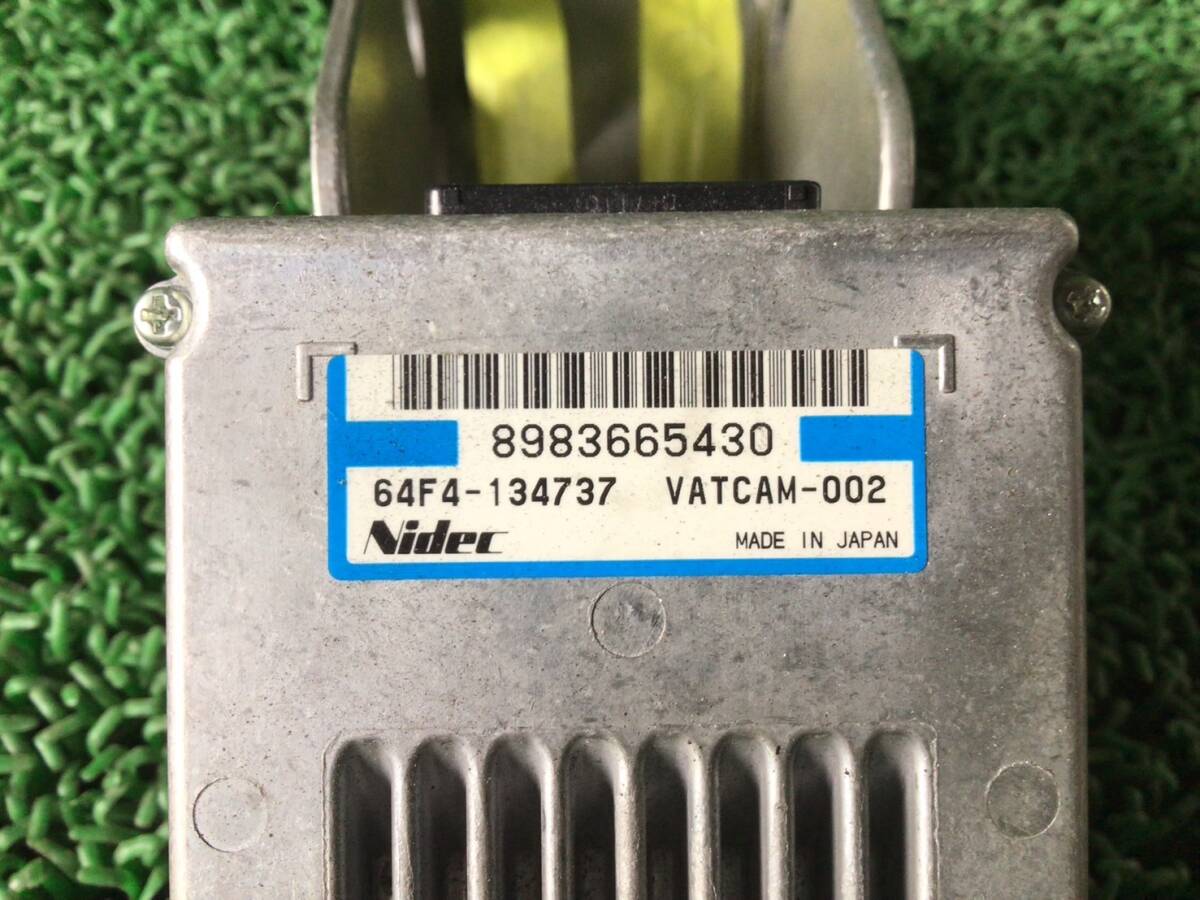 8983665430
64F4-134737 VATCAM-002
Nidec MADE IN JAPAN